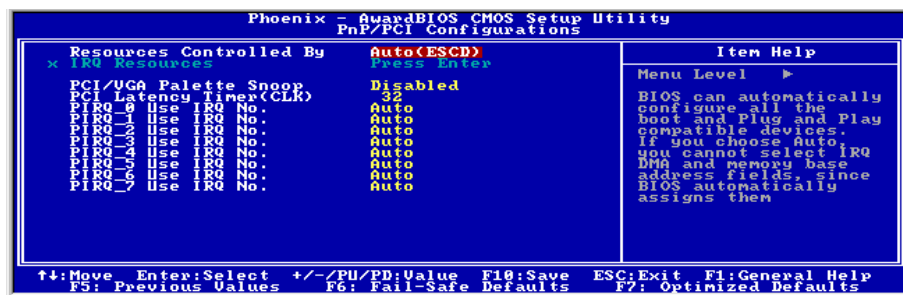 Phoenix - AwardBIOS CMOS Setup Utility
PnP/PCI Configurations
Resources Controlled By Auto(ESCD)
x IRQ Resources Press Enter
PCI/VGA Palette Snoop Disabled
PCI Latency Timer(CLK) 32
PIRQ_0 Use IRQ No. Auto
PIRQ_1 Use IRQ No. Auto
PIRQ_2 Use IRQ No. Auto
PIRQ_3 Use IRQ No. Auto
PIRQ_4 Use IRQ No. Auto
PIRQ_5 Use IRQ No. Auto
PIRQ_6 Use IRQ No. Auto
PIRQ_7 Use IRQ No. Auto
Item Help
Menu Level ►
BIOS can automatically
configure all the
boot and Plug and Play
compatible devices.
If you choose Auto,
you cannot select IRQ
DMA and memory base
address fields, since
BIOS automatically
assigns them
↑↓:Move Enter:Select +/-/PU/PD:Value F10:Save ESC:Exit F1:General Help
F5: Previous Values F6: Fail-Safe Defaults F7: Optimized Defaults